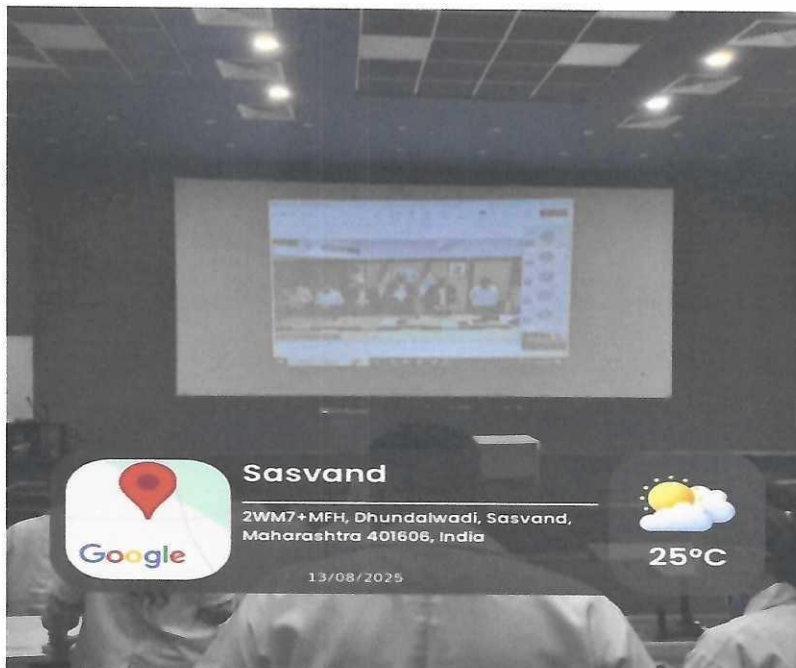 Sasvand
2WM7+MFH, Dhundalwadi, Sasvand,
Maharashtra 401606, India
Google
25°C
13/08/2025